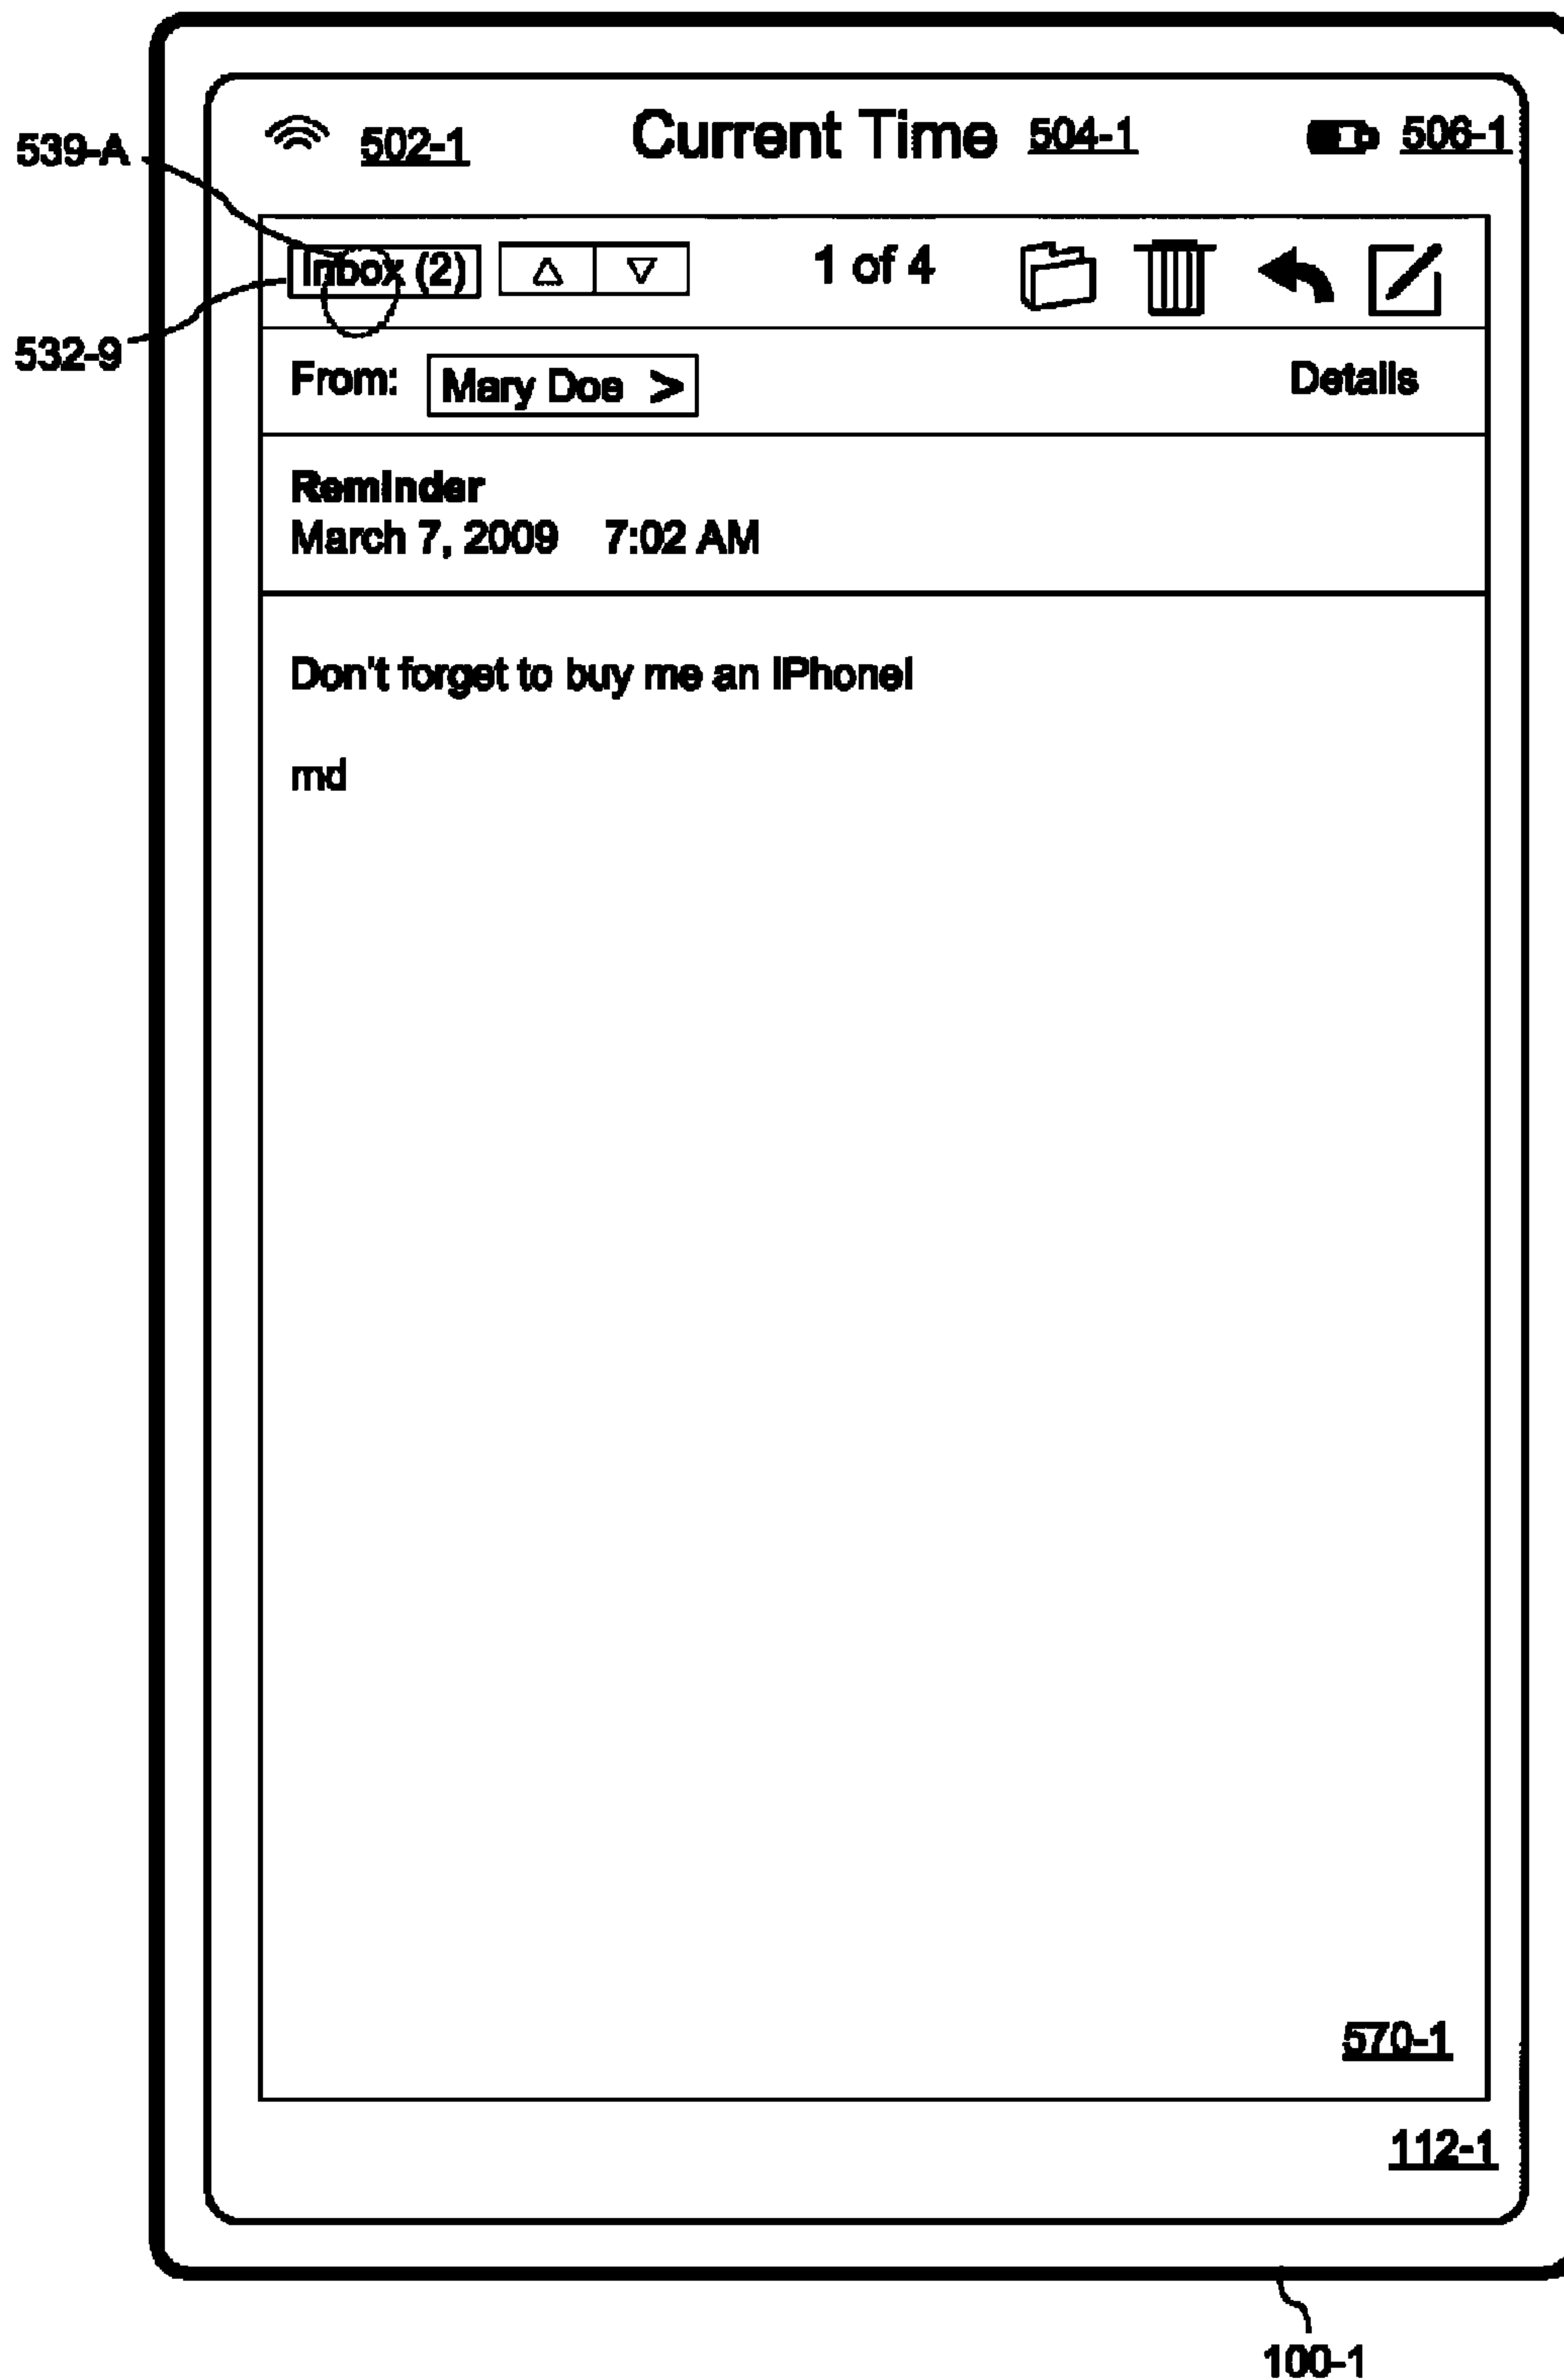 539-A
502-1 Current Time 504-1 506-1
Inbox (2) 1 of 4
532-9
From: Mary Doe > Details
Reminder
March 7, 2009 7:02 AM
Don't forget to buy me an iPhone!
md
570-1
112-1
100-1